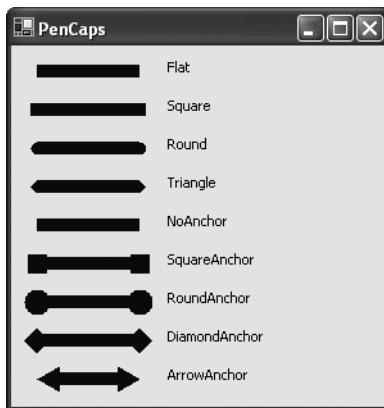 PenCaps
Flat
Square
Round
Triangle
NoAnchor
SquareAnchor
RoundAnchor
DiamondAnchor
ArrowAnchor